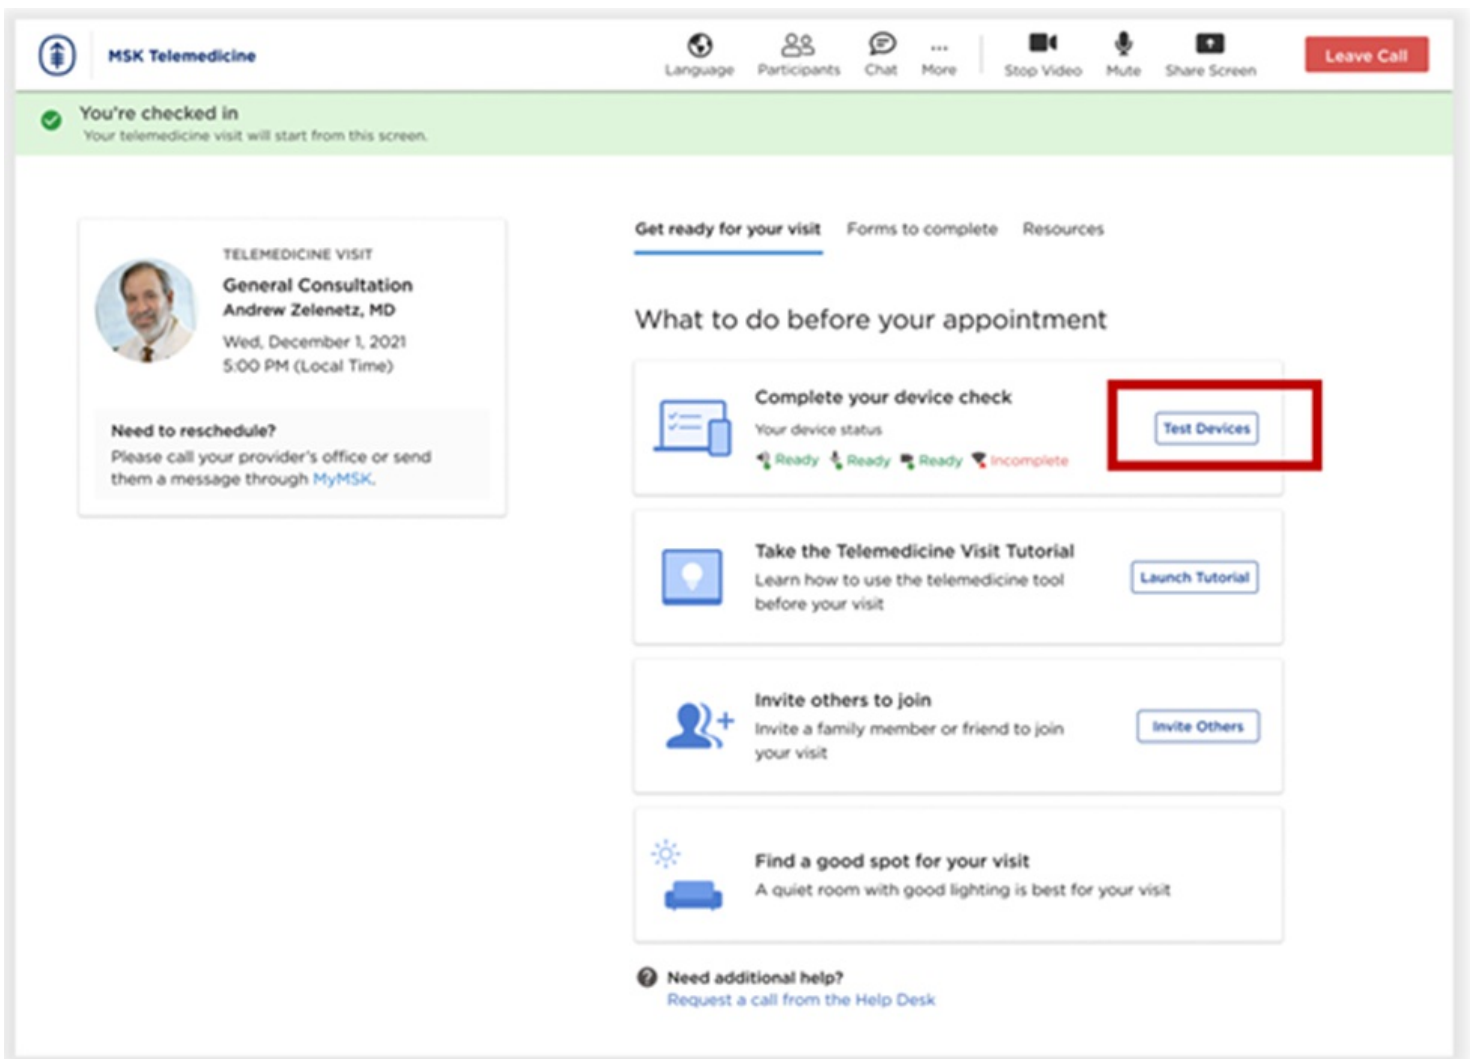 MSK Telemedicine
Language
Participants
Chat
More
Stop Video
Mute
Share Screen
Leave Call
You're checked in
Your telemedicine visit will start from this screen.
TELEMEDICINE VISIT
General Consultation
Andrew Zelenetz, MD
Wed, December 1, 2021
5:00 PM (Local Time)
Need to reschedule?
Please call your provider's office or send
them a message through MyMSK.
Get ready for your visit
Forms to complete
Resources
What to do before your appointment
Complete your device check
Your device status
Ready Ready Ready Incomplete
Test Devices
Take the Telemedicine Visit Tutorial
Learn how to use the telemedicine tool
before your visit
Launch Tutorial
Invite others to join
Invite a family member or friend to join
your visit
Invite Others
Find a good spot for your visit
A quiet room with good lighting is best for your visit
Need additional help?
Request a call from the Help Desk